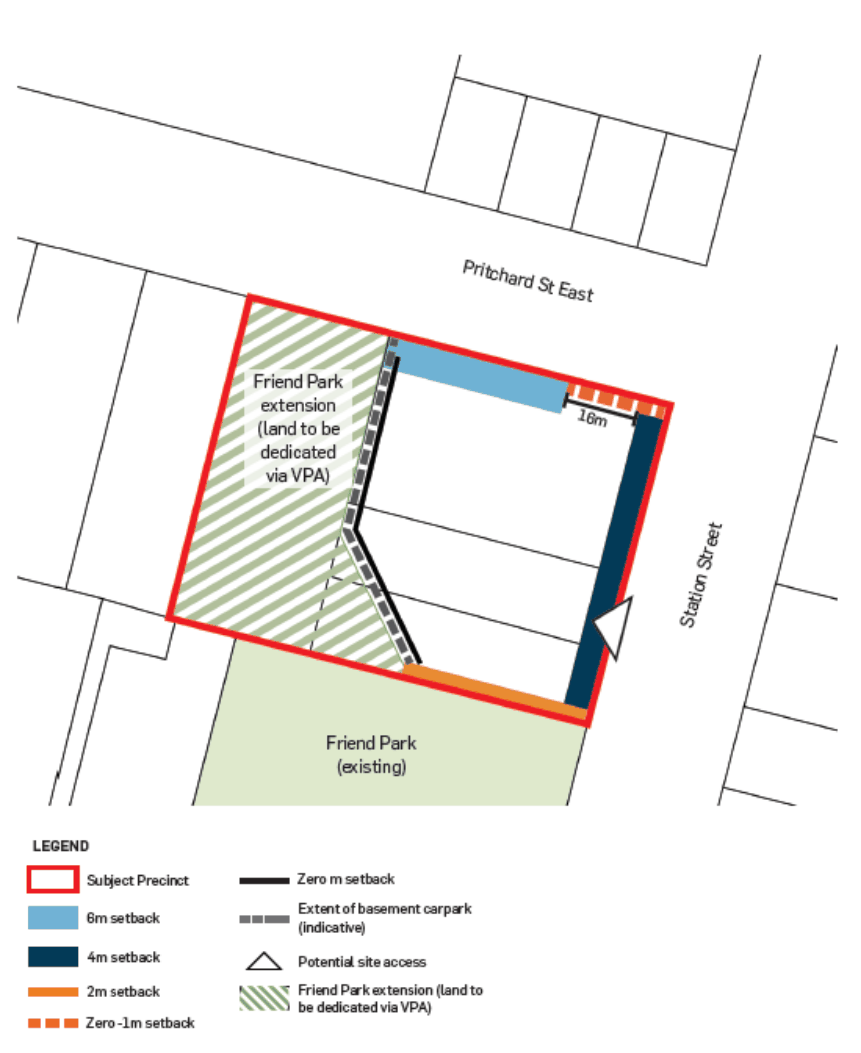 Pritchard St East
Friend Park
extension
(land to be
dedicated
via VPA)
16m
Station Street
Friend Park
(existing)
LEGEND
Subject Precinct
6m setback
4m setback
2m setback
Zero -1m setback
Zero m setback
Extent of basement carpark
(indicative)
Potential site access
Friend Park extension (land to
be dedicated via VPA)